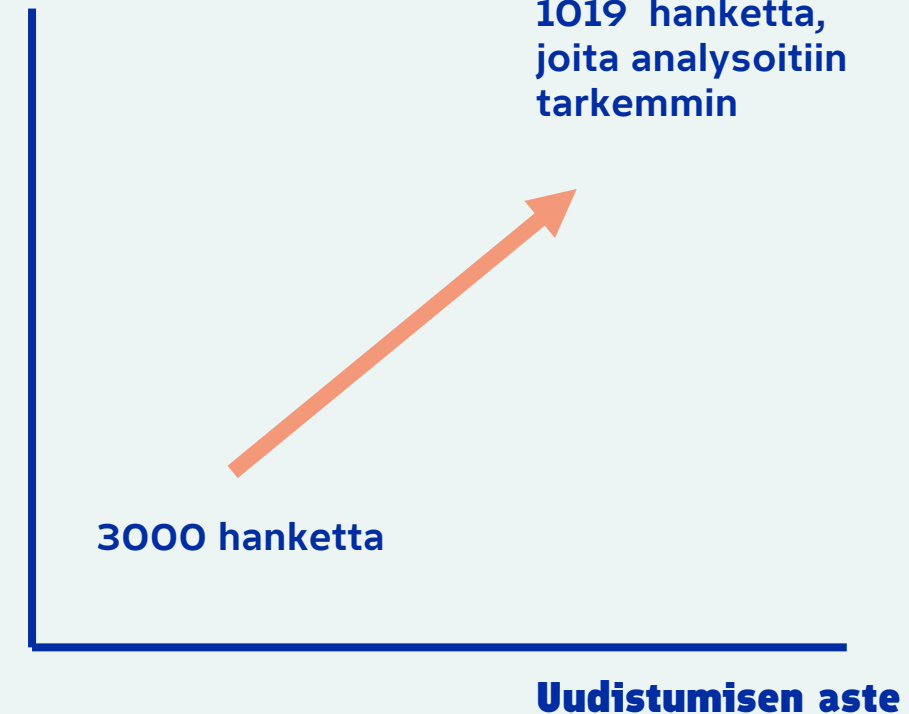 1019 hanketta,
joita analysoitiin
tarkemmin
3000 hanketta
Uudistumisen aste